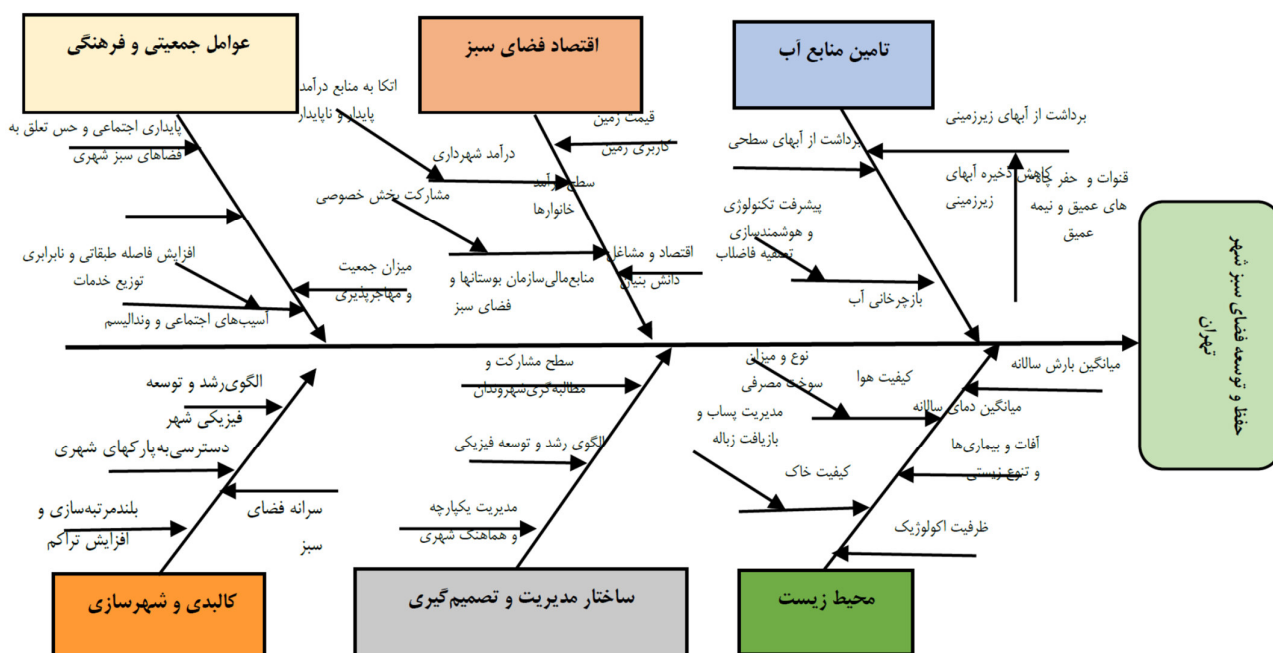 عوامل جمعیتی و فرهنگی
اقتصاد فضای سبز
تامین منابع آب
پایداری اجتماعی و حس تعلق به
فضاهای سبز شهری
افزایش فاصله طبقاتی و نابرابری
توزیع خدمات
آسیب‌های اجتماعی و وندالیسم
میزان جمعیت
و مهاجرپذیری
اتکا به منابع درآمد
پایدار و ناپایدار
درآمد شهرداری
مشارکت بخش خصوصی
منابع‌مالی‌سازمان بوستانها و
فضای سبز
قیمت زمین
کاربری زمین
سطح درآمد
خانوارها
اقتصاد و مشاغل
دانش بنیان
برداشت از آبهای سطحی
پیشرفت تکنولوژی
و هوشمندسازی
تصفیه فاضلاب
بازچرخانی آب
برداشت از آبهای زیرزمینی
کاهش ذخیره آبهای
زیرزمینی
قنوات و حفر چاه
های عمیق و نیمه
عمیق
حفظ و توسعه فضای سبز شهر
تهران
الگوی‌رشد و توسعه
فیزیکی شهر
دسترسی‌به‌پارکهای شهری
سرانه فضای
سبز
بلندمرتبه‌سازی و
افزایش تراکم
سطح مشارکت و
مطالبه‌گری‌شهروندان
الگوی رشد و توسعه فیزیکی
مدیریت یکپارچه
و هماهنگ شهری
نوع و میزان
سوخت مصرفی
کیفیت هوا
مدیریت پساب و
بازیافت زباله
کیفیت خاک
میانگین بارش سالانه
میانگین دمای سالانه
آفات و بیماری‌ها
و تنوع زیستی
ظرفیت اکولوژیک
کالبدی و شهرسازی
ساختار مدیریت و تصمیم‌گیری
محیط زیست